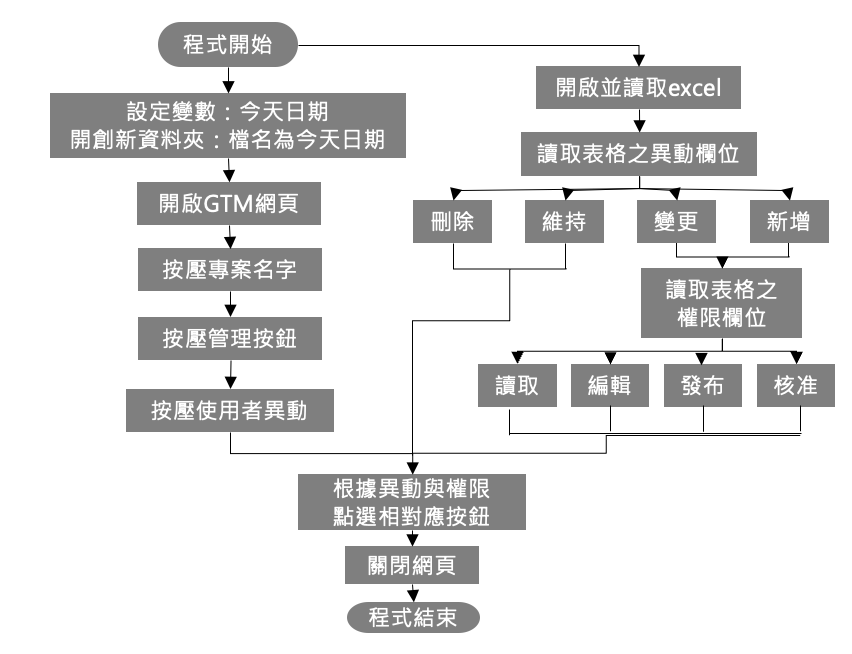 程式開始
設定變數：今天日期
開創新資料夾：檔名為今天日期
開啟GTM網頁
按壓專案名字
按壓管理按鈕
按壓使用者異動
開啟並讀取excel
讀取表格之異動欄位
刪除
維持
變更
新增
讀取表格之
權限欄位
讀取
編輯
發布
核准
根據異動與權限
點選相對應按鈕
關閉網頁
程式結束